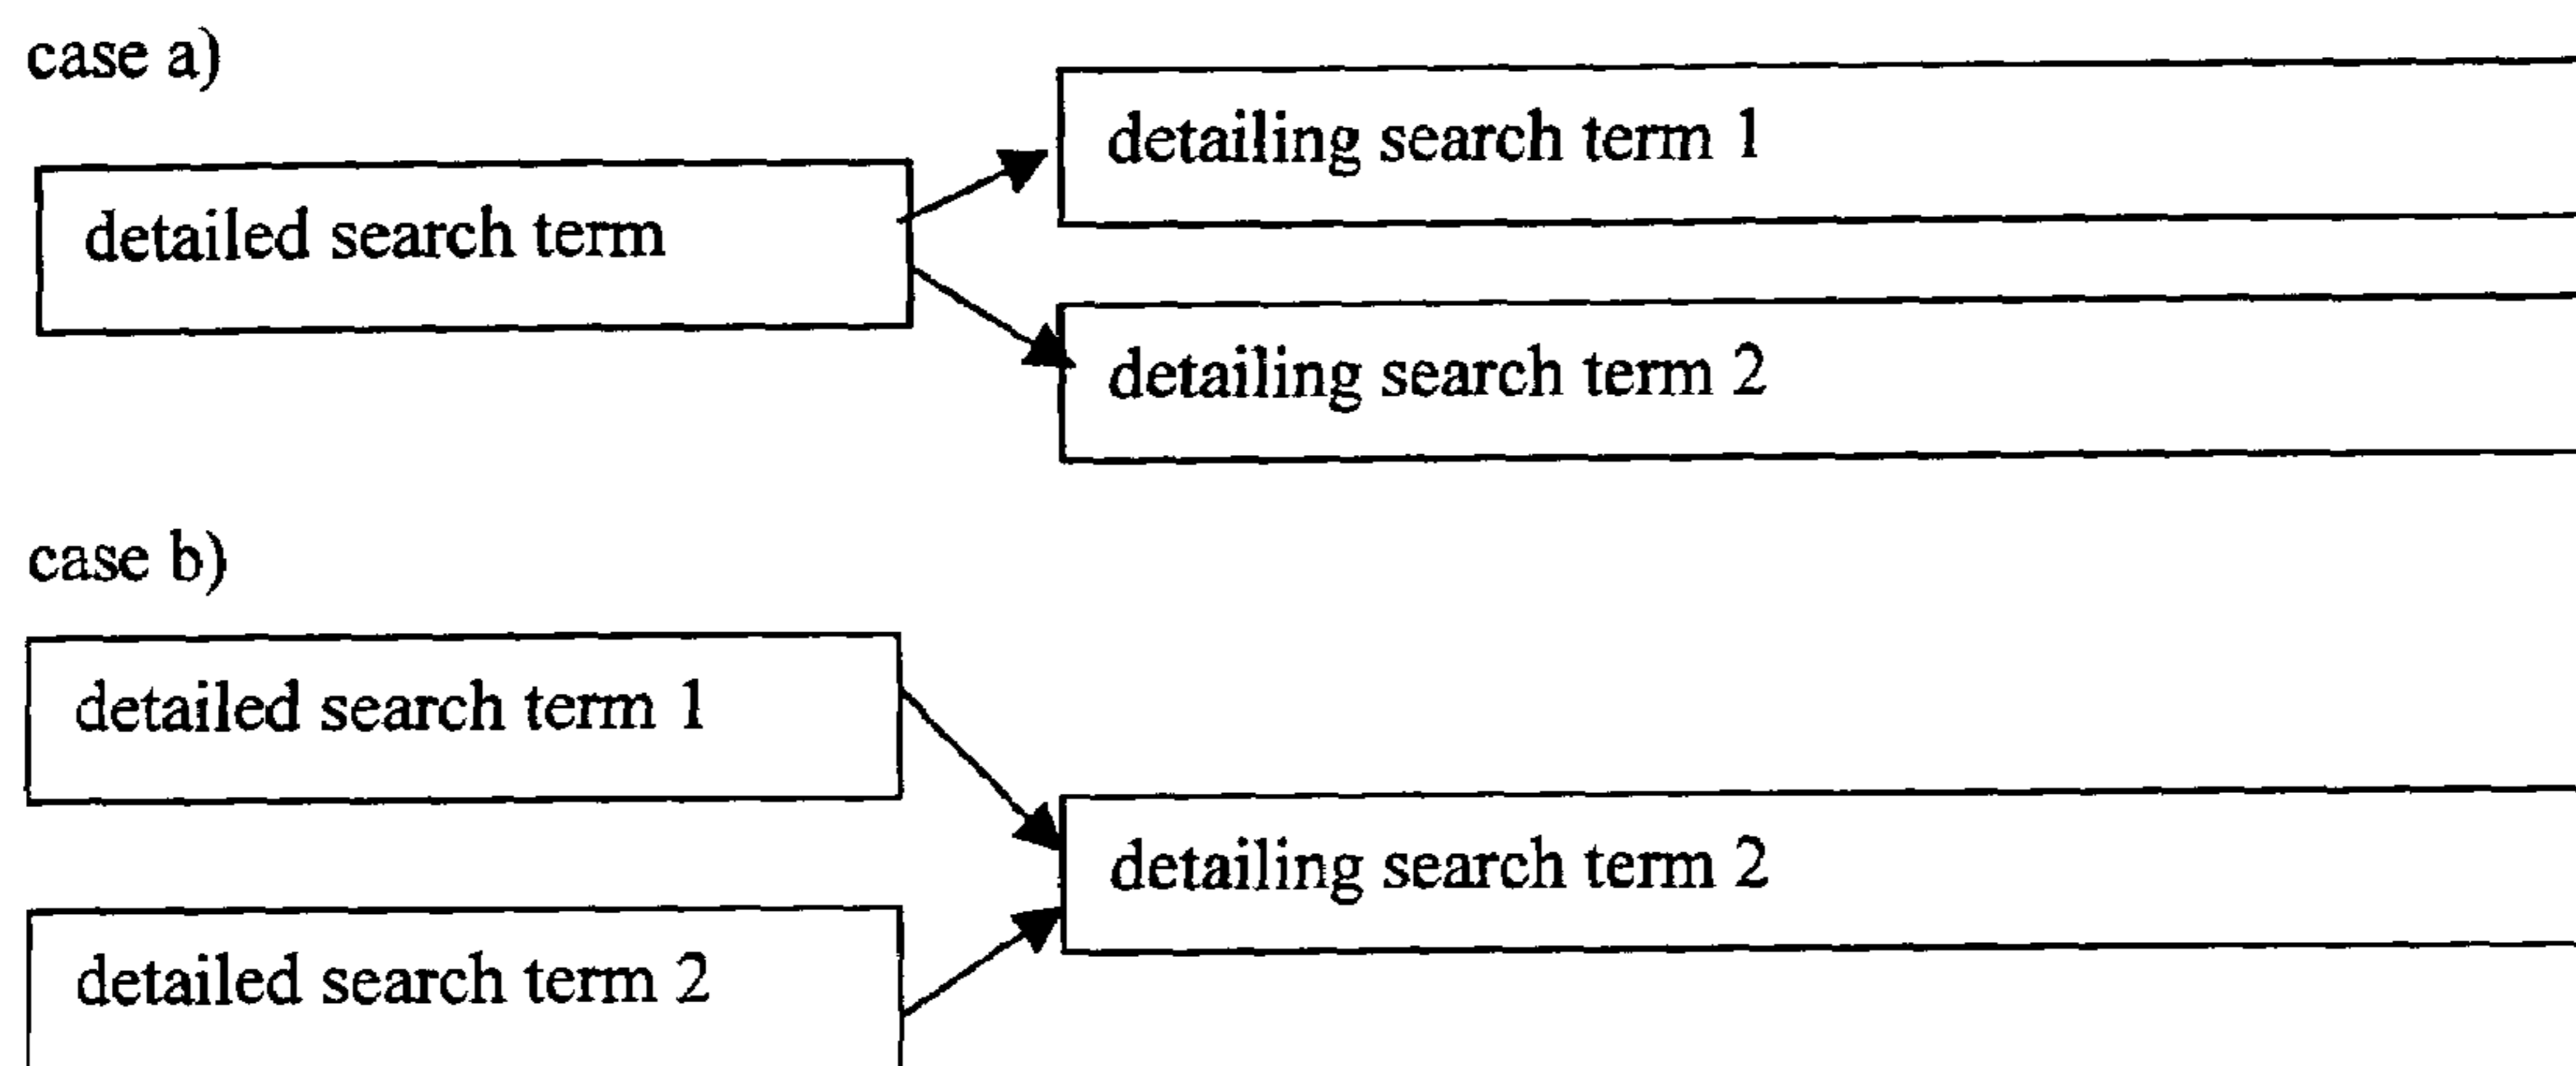 case a)
detailing search term 1
detailed search term
detailing search term 2
case b)
detailed search term 1
detailing search term 2
detailed search term 2